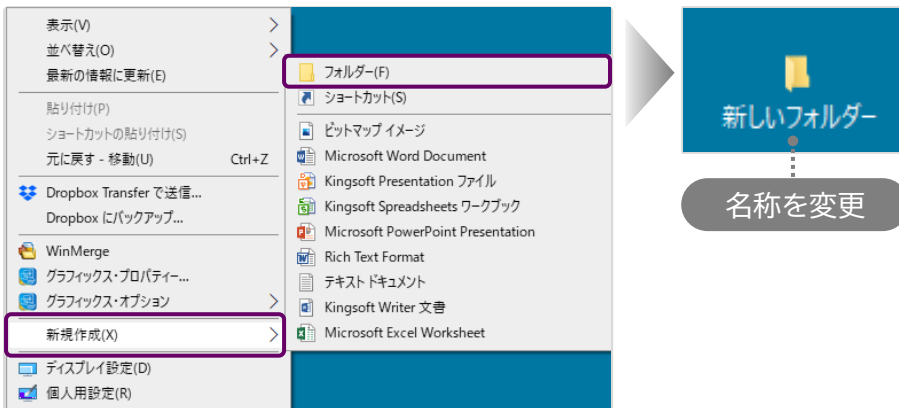 表示(V)
並べ替え(O)
最新の情報に更新(E)
貼り付け(P)
ショートカットの貼り付け(S)
元に戻す - 移動(U) Ctrl+Z
Dropbox Transfer で送信...
Dropbox にバックアップ...
WinMerge
グラフィックス・プロパティー...
グラフィックス・オプション
新規作成(X)
ディスプレイ設定(D)
個人用設定(R)
フォルダー(F)
ショートカット(S)
ビットマップ イメージ
Microsoft Word Document
Kingsoft Presentation ファイル
Kingsoft Spreadsheets ワークブック
Microsoft PowerPoint Presentation
Rich Text Format
テキスト ドキュメント
Kingsoft Writer 文書
Microsoft Excel Worksheet
新しいフォルダー
名称を変更